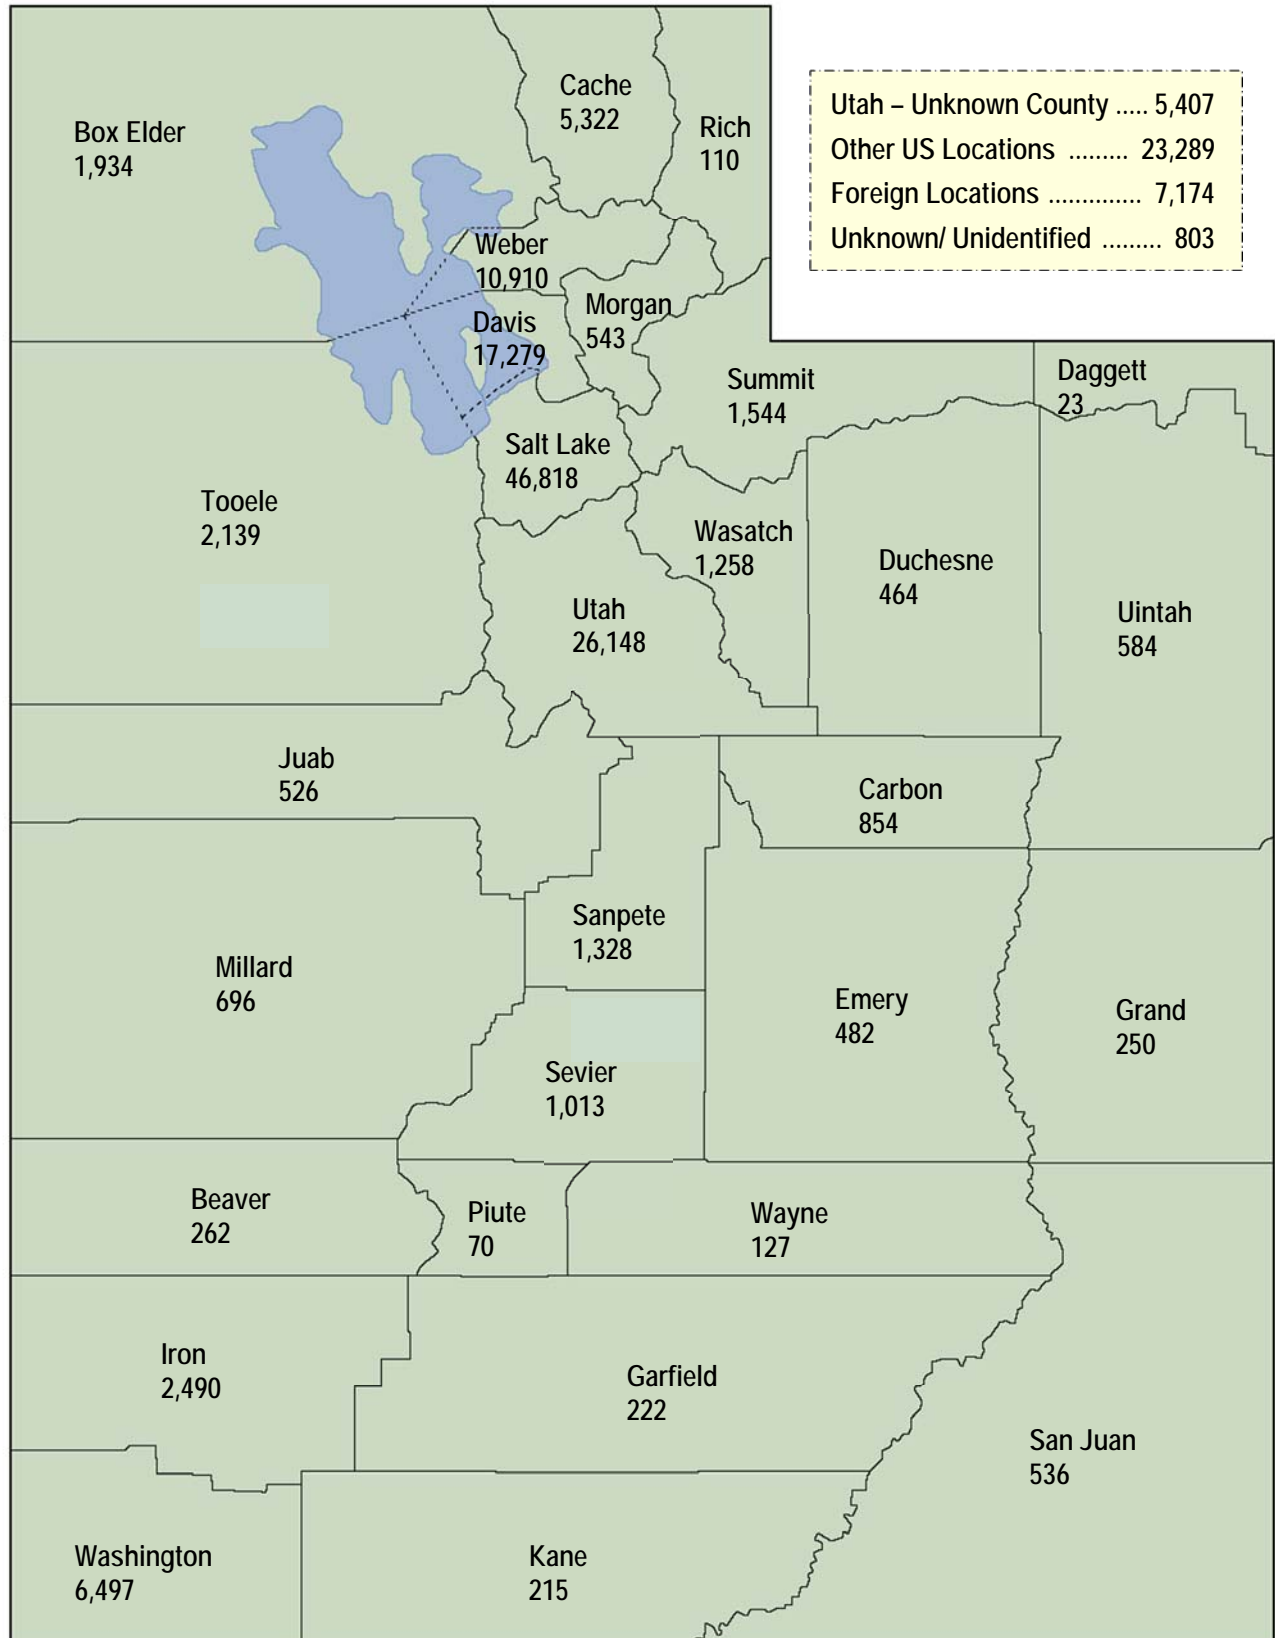 Cache
5,322
Rich
110
Box Elder
1,934
Utah – Unknown County ..... 5,407
Other US Locations ......... 23,289
Foreign Locations .............. 7,174
Unknown/ Unidentified ......... 803
Weber
10,910
Morgan
543
Davis
17,279
Summit
1,544
Daggett
23
Salt Lake
46,818
Tooele
2,139
Wasatch
1,258
Duchesne
464
Utah
26,148
Uintah
584
Juab
526
Carbon
854
Sanpete
1,328
Millard
696
Emery
482
Grand
250
Sevier
1,013
Beaver
262
Piute
70
Wayne
127
Iron
2,490
Garfield
222
San Juan
536
Washington
6,497
Kane
215